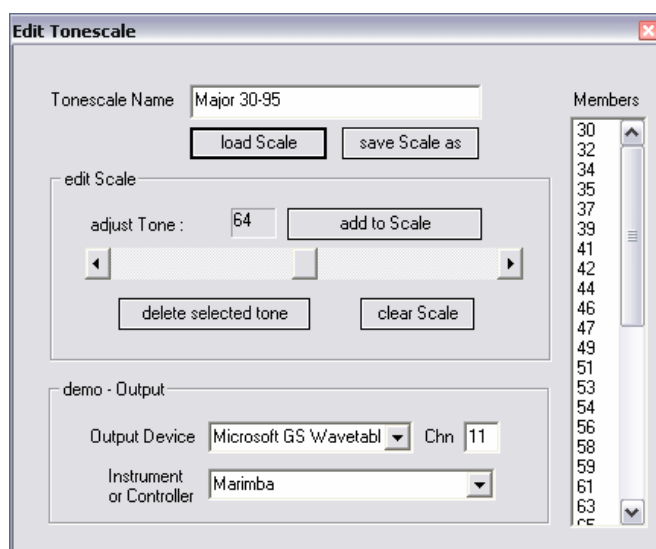 Edit Tonescale
Tonescale Name
Major 30-95
load Scale
save Scale as
edit Scale
adjust Tone :
64
add to Scale
delete selected tone
clear Scale
demo - Output
Output Device
Microsoft GS Wavetabl
Chn
11
Instrument
or Controller
Marimba
Members
30
32
34
35
37
39
41
42
44
46
47
49
51
53
54
56
58
59
61
63